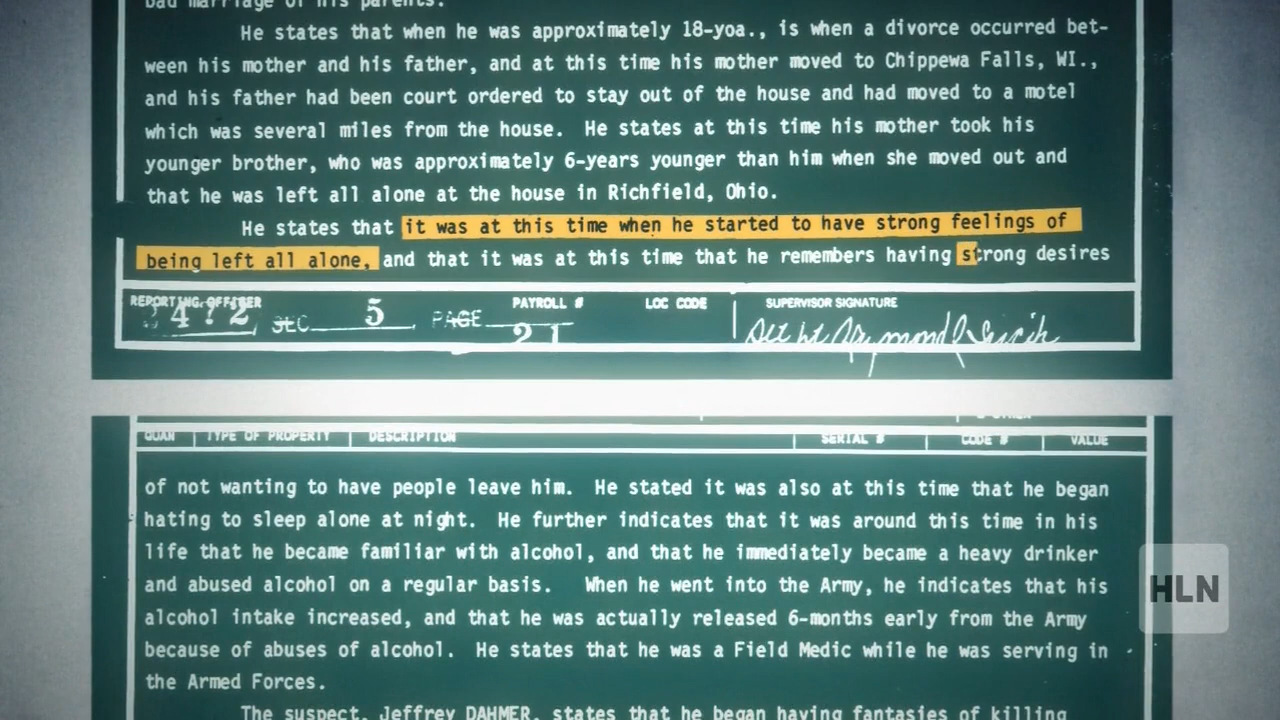 bad marriage of his parents.
He states that when he was approximately 18-yoa., is when a divorce occurred bet-
ween his mother and his father, and at this time his mother moved to Chippewa Falls, WI.,
and his father had been court ordered to stay out of the house and had moved to a motel
which was several miles from the house. He states at this time his mother took his
younger brother, who was approximately 6-years younger than him when she moved out and
that he was left all alone at the house in Richfield, Ohio.
He states that it was at this time when he started to have strong feelings of
being left all alone, and that it was at this time that he remembers having strong desires
REPORTING OFFICER PAYROLL # LOC CODE SUPERVISOR SIGNATURE
SEC 5 PAGE 21
QUAN TYPE OF PROPERTY DESCRIPTION SERIAL # CODE # VALUE
of not wanting to have people leave him. He stated it was also at this time that he began
hating to sleep alone at night. He further indicates that it was around this time in his
life that he became familiar with alcohol, and that he immediately became a heavy drinker
and abused alcohol on a regular basis. When he went into the Army, he indicates that his
alcohol intake increased, and that he was actually released 6-months early from the Army
because of abuses of alcohol. He states that he was a Field Medic while he was serving in
the Armed Forces.
The suspect, Jeffrey DAHMER, states that he began having fantasies of killing
HLN